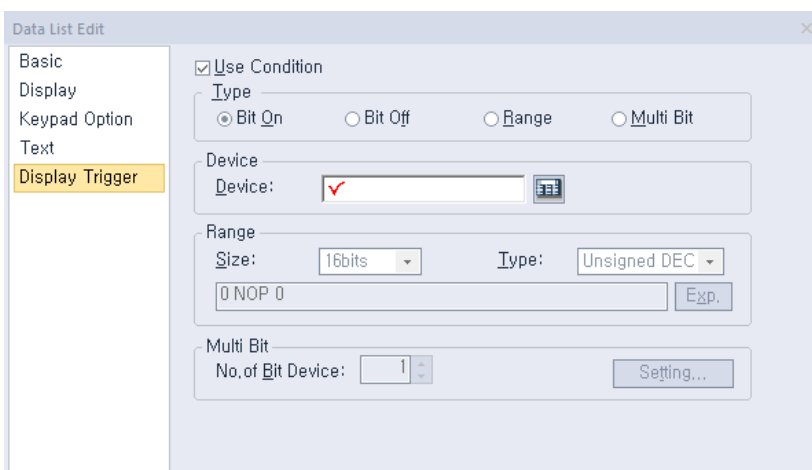 Data List Edit
Basic
Display
Keypad Option
Text
Display Trigger
Use Condition
Type
Bit On
Bit Off
Range
Multi Bit
Device
Device:
Range
Size:
16bits
Type:
Unsigned DEC
0 NOP 0
Exp.
Multi Bit
No.of Bit Device:
1
Setting...